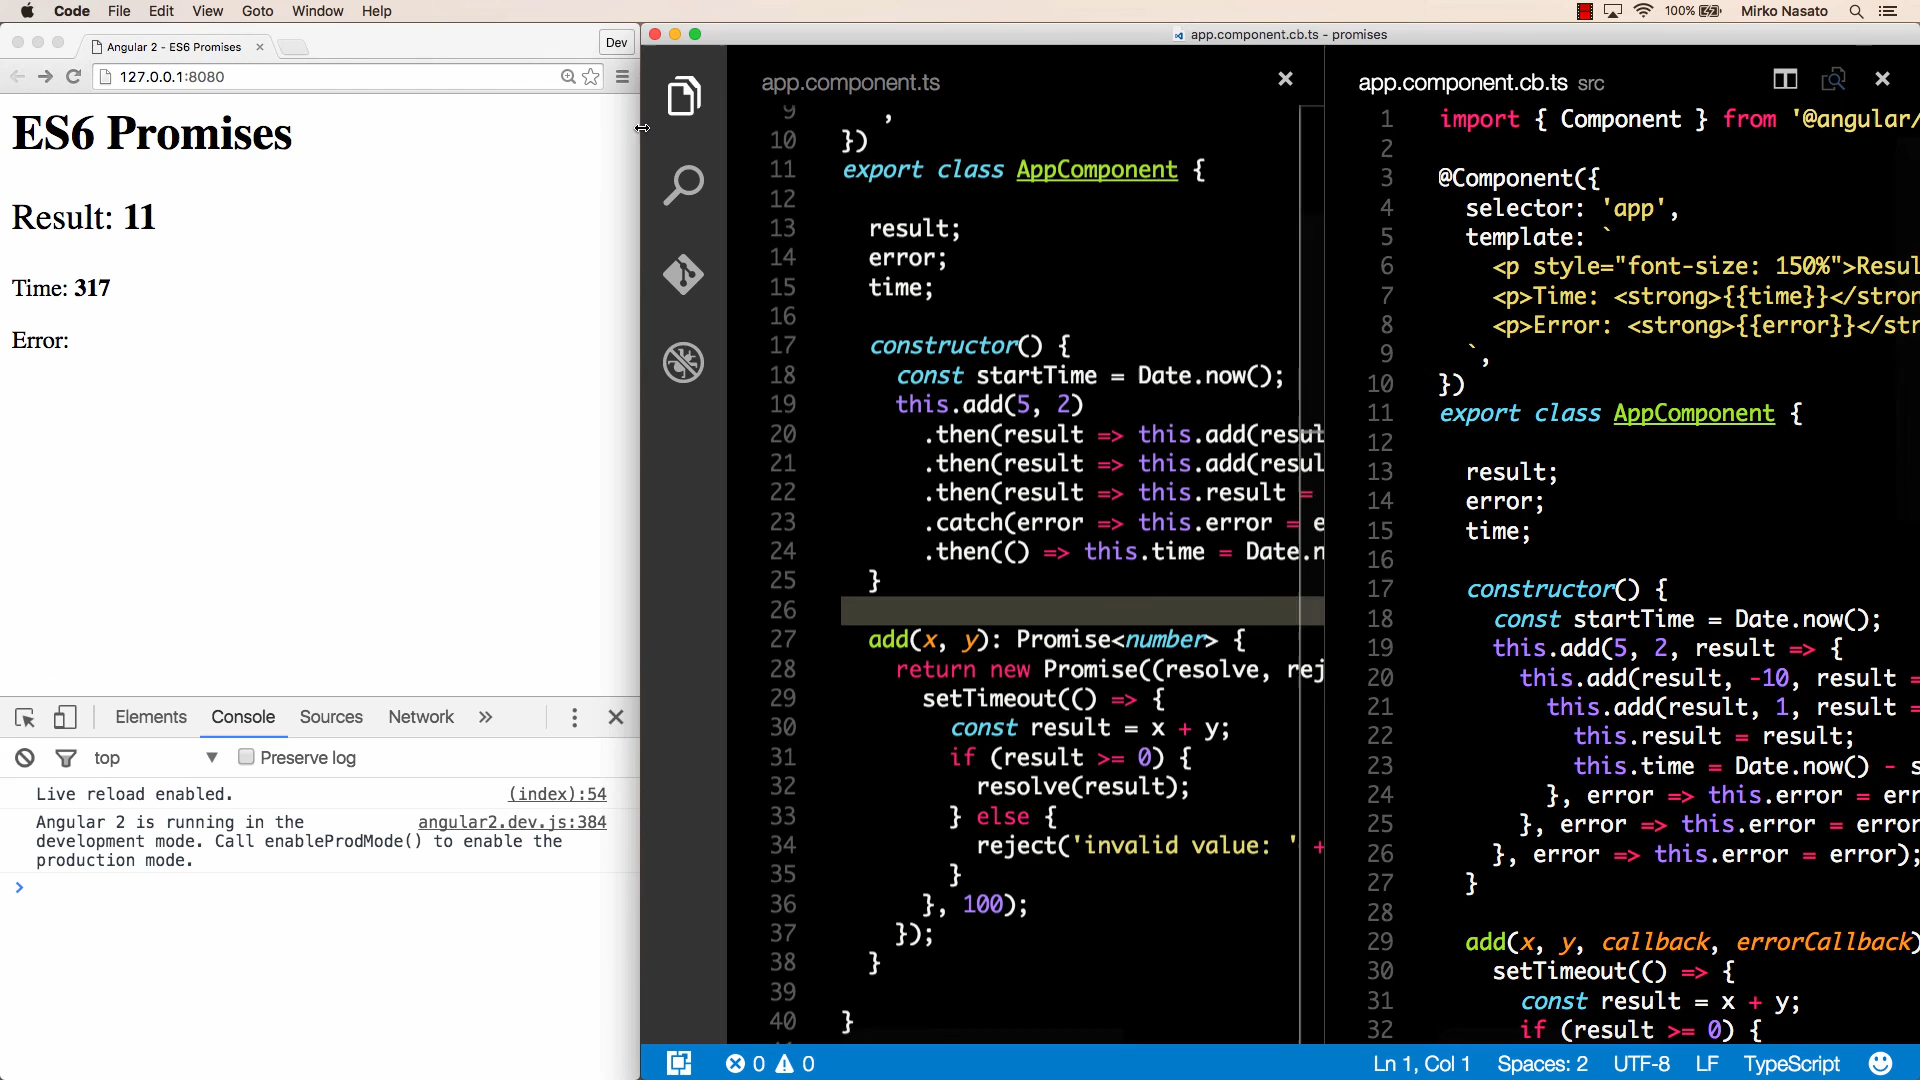 Code File Edit View Goto Window Help
100% Mirko Nasato
Angular 2 - ES6 Promises
Dev
127.0.0.1:8080
ES6 Promises
Result: 11
Time: 317
Error:
Elements Console Sources Network »
top Preserve log
Live reload enabled. (index):54
Angular 2 is running in the angular2.dev.js:384
development mode. Call enableProdMode() to enable the
production mode.
app.component.cb.ts - promises
app.component.ts
9 ,
10 })
11 export class AppComponent {
12
13 result;
14 error;
15 time;
16
17 constructor() {
18 const startTime = Date.now();
19 this.add(5, 2)
20 .then(result => this.add(resul
21 .then(result => this.add(resul
22 .then(result => this.result =
23 .catch(error => this.error = e
24 .then(() => this.time = Date.n
25 }
26
27 add(x, y): Promise<number> {
28 return new Promise((resolve, rej
29 setTimeout(() => {
30 const result = x + y;
31 if (result >= 0) {
32 resolve(result);
33 } else {
34 reject('invalid value: ' +
35 }
36 }, 100);
37 });
38 }
39
40 }
app.component.cb.ts src
1 import { Component } from '@angular/
2
3 @Component({
4 selector: 'app',
5 template: `
6 <p style="font-size: 150%">Resul
7 <p>Time: <strong>{{time}}</stron
8 <p>Error: <strong>{{error}}</str
9 `,
10 })
11 export class AppComponent {
12
13 result;
14 error;
15 time;
16
17 constructor() {
18 const startTime = Date.now();
19 this.add(5, 2, result => {
20 this.add(result, -10, result =
21 this.add(result, 1, result =
22 this.result = result;
23 this.time = Date.now() - s
24 }, error => this.error = err
25 }, error => this.error = error
26 }, error => this.error = error);
27 }
28
29 add(x, y, callback, errorCallback)
30 setTimeout(() => {
31 const result = x + y;
32 if (result >= 0) {
0 0 Ln 1, Col 1 Spaces: 2 UTF-8 LF TypeScript